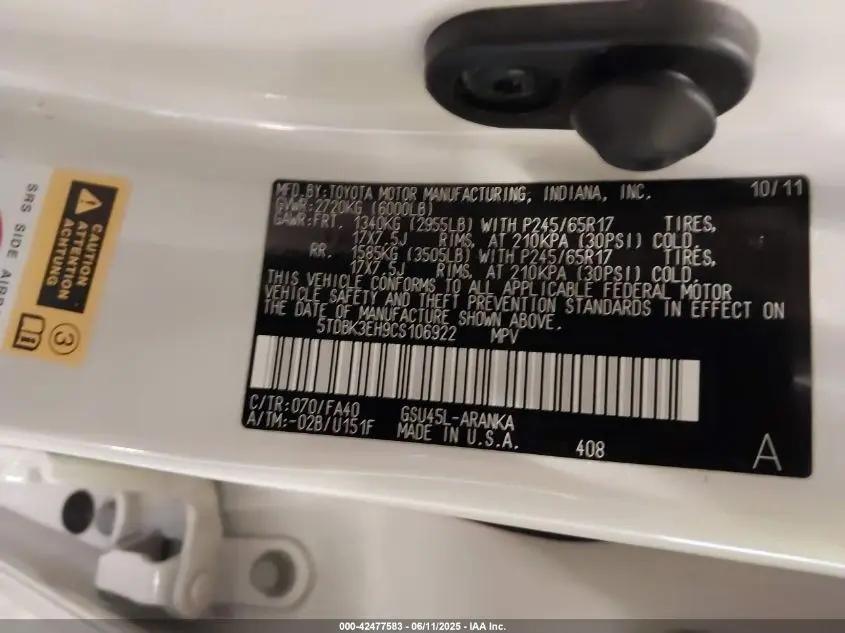 MFD.BY:TOYOTA MOTOR MANUFACTURING, INDIANA, INC. 10/11
GVWR:2720KG (6000LB)
GAWR:FRT. 1340KG (2955LB) WITH P245/65R17 TIRES,
17X7.5J RIMS, AT 210KPA (30PSI) COLD.
RR. 1585KG (3505LB) WITH P245/65R17 TIRES,
17X7.5J RIMS, AT 210KPA (30PSI) COLD.
THIS VEHICLE CONFORMS TO ALL APPLICABLE FEDERAL MOTOR
VEHICLE SAFETY AND THEFT PREVENTION STANDARDS IN EFFECT ON
THE DATE OF MANUFACTURE SHOWN ABOVE.
5TDBK3EH9CS106922 MPV
C/TR:070/FA40 GSU45L-ARANKA
A/TM:-02B/U151F MADE IN U.S.A. 408
A
CAUTION
ATTENTION
ACHTUNG
3
SRS SIDE AIRB
000-42477583 - 06/11/2025 - IAA Inc.